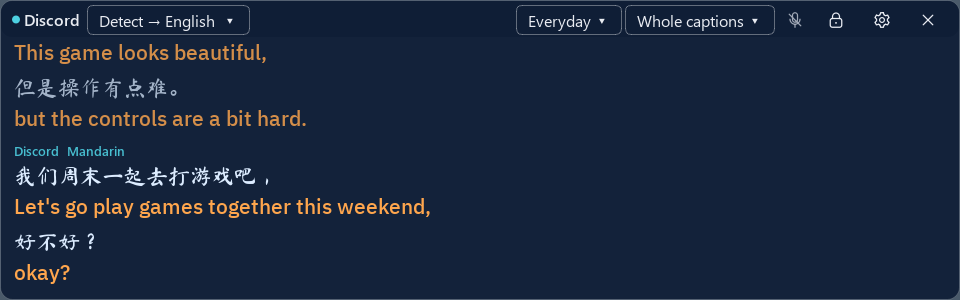 Discord Detect → English ▾ Everyday ▾ Whole captions ▾
This game looks beautiful,
但是操作有点难。
but the controls are a bit hard.
Discord Mandarin
我们周末一起去打游戏吧，
Let's go play games together this weekend,
好不好？
okay?